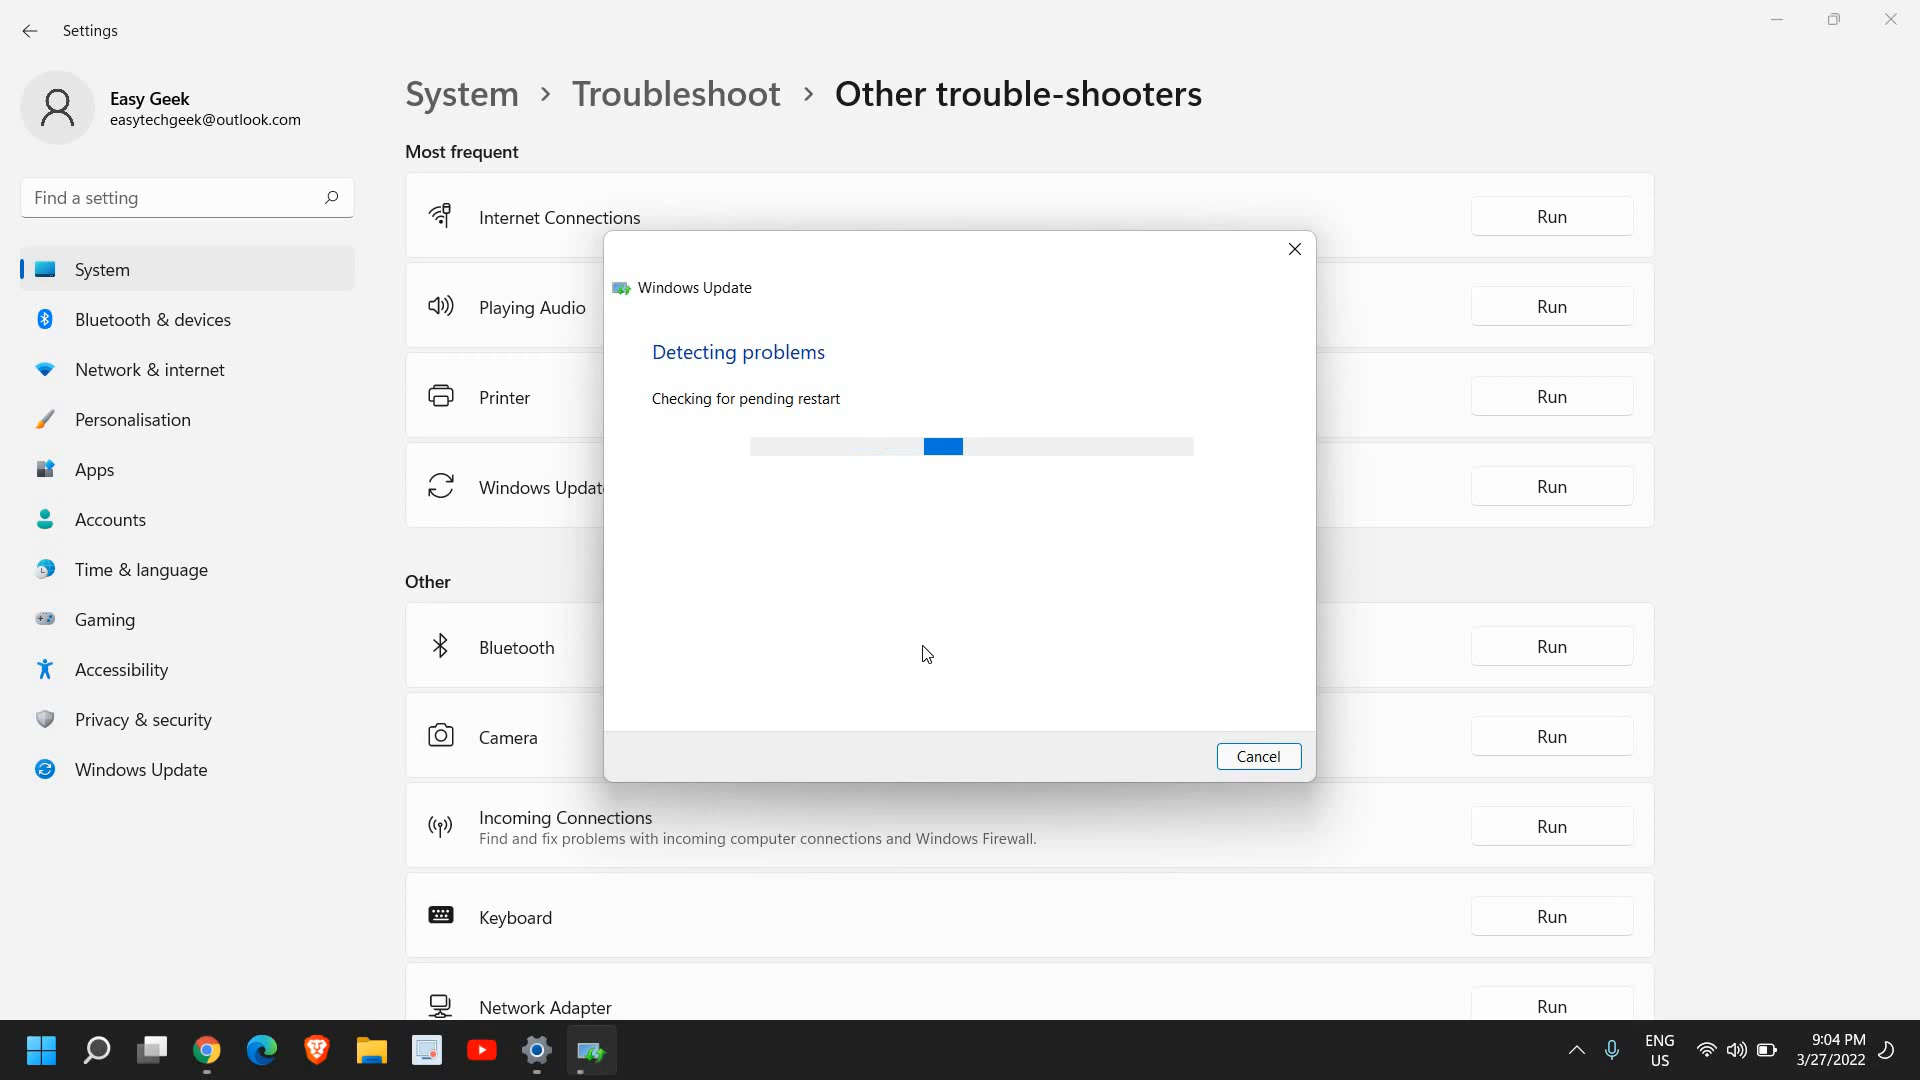 Settings
Easy Geek
easytechgeek@outlook.com
Find a setting
System
Bluetooth & devices
Network & internet
Personalisation
Apps
Accounts
Time & language
Gaming
Accessibility
Privacy & security
Windows Update
System > Troubleshoot > Other trouble-shooters
Most frequent
Internet Connections
Run
Playing Audio
Run
Printer
Run
Windows Updat
Run
Other
Bluetooth
Run
Camera
Run
Incoming Connections
Find and fix problems with incoming computer connections and Windows Firewall.
Run
Keyboard
Run
Network Adapter
Run
Windows Update
Detecting problems
Checking for pending restart
Cancel
ENG
US
9:04 PM
3/27/2022